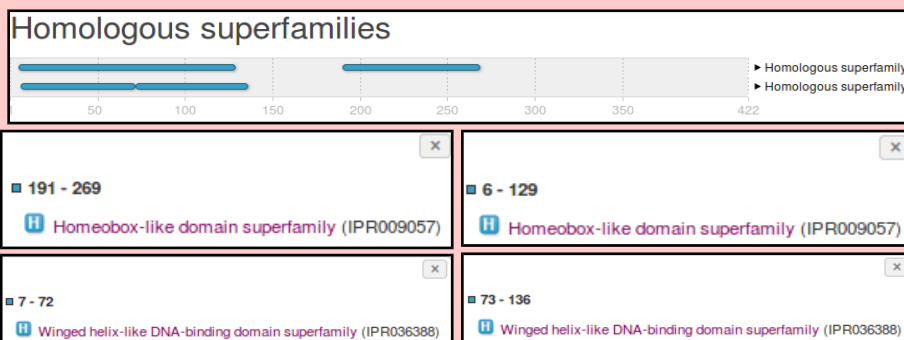 Homologous superfamilies
▸ Homologous superfamily
▸ Homologous superfamily
50 100 150 200 250 300 350 422
×
191 - 269
H Homeobox-like domain superfamily (IPR009057)
×
6 - 129
H Homeobox-like domain superfamily (IPR009057)
×
7 - 72
H Winged helix-like DNA-binding domain superfamily (IPR036388)
×
73 - 136
H Winged helix-like DNA-binding domain superfamily (IPR036388)